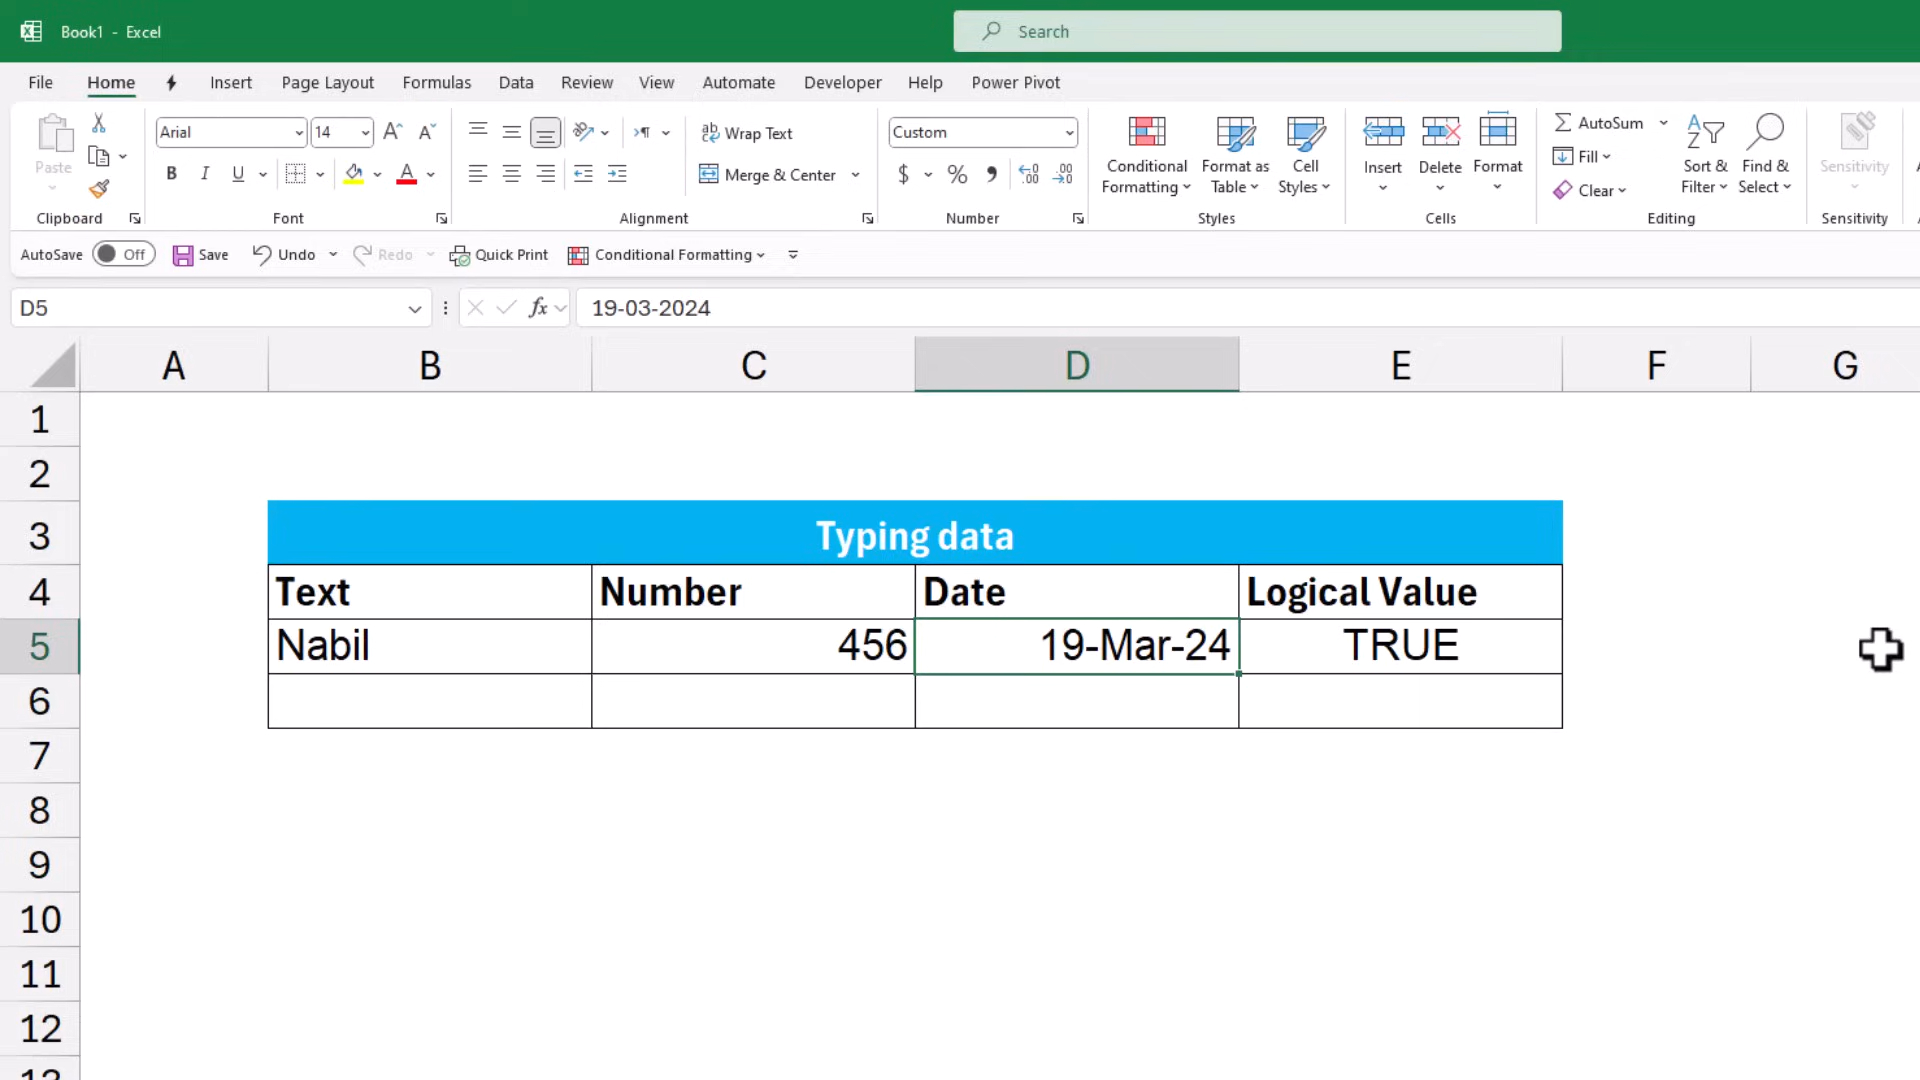 Book1 - Excel
Search
File Home Insert Page Layout Formulas Data Review View Automate Developer Help Power Pivot
Paste
Clipboard
Arial 14
B I U A
Font
Wrap Text
Merge & Center
Alignment
Custom
$ % , .00 .00
Number
Conditional Formatting
Format as Table
Cell Styles
Styles
Insert
Delete
Format
Cells
AutoSum
Fill
Clear
Sort & Filter
Find & Select
Editing
Sensitivity
Sensitivity
AutoSave Off Save Undo Redo Quick Print Conditional Formatting
D5 fx 19-03-2024
A B C D E F G
1
2
3 Typing data
4 Text Number Date Logical Value
5 Nabil 456 19-Mar-24 TRUE
6
7
8
9
10
11
12